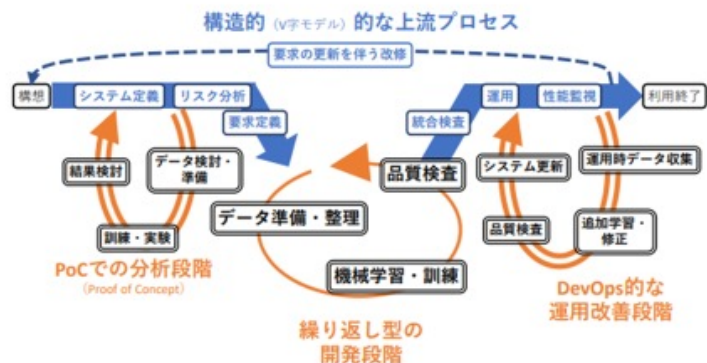 構造的（V字モデル）的な上流プロセス
要求の更新を伴う改修
構想
システム定義
リスク分析
要求定義
統合検査
運用
性能監視
利用終了
結果検討
データ検討・
準備
訓練・実験
PoCでの分析段階
(Proof of Concept)
データ準備・整理
品質検査
機械学習・訓練
繰り返し型の
開発段階
システム更新
運用時データ収集
品質検査
追加学習・
修正
DevOps的な
運用改善段階